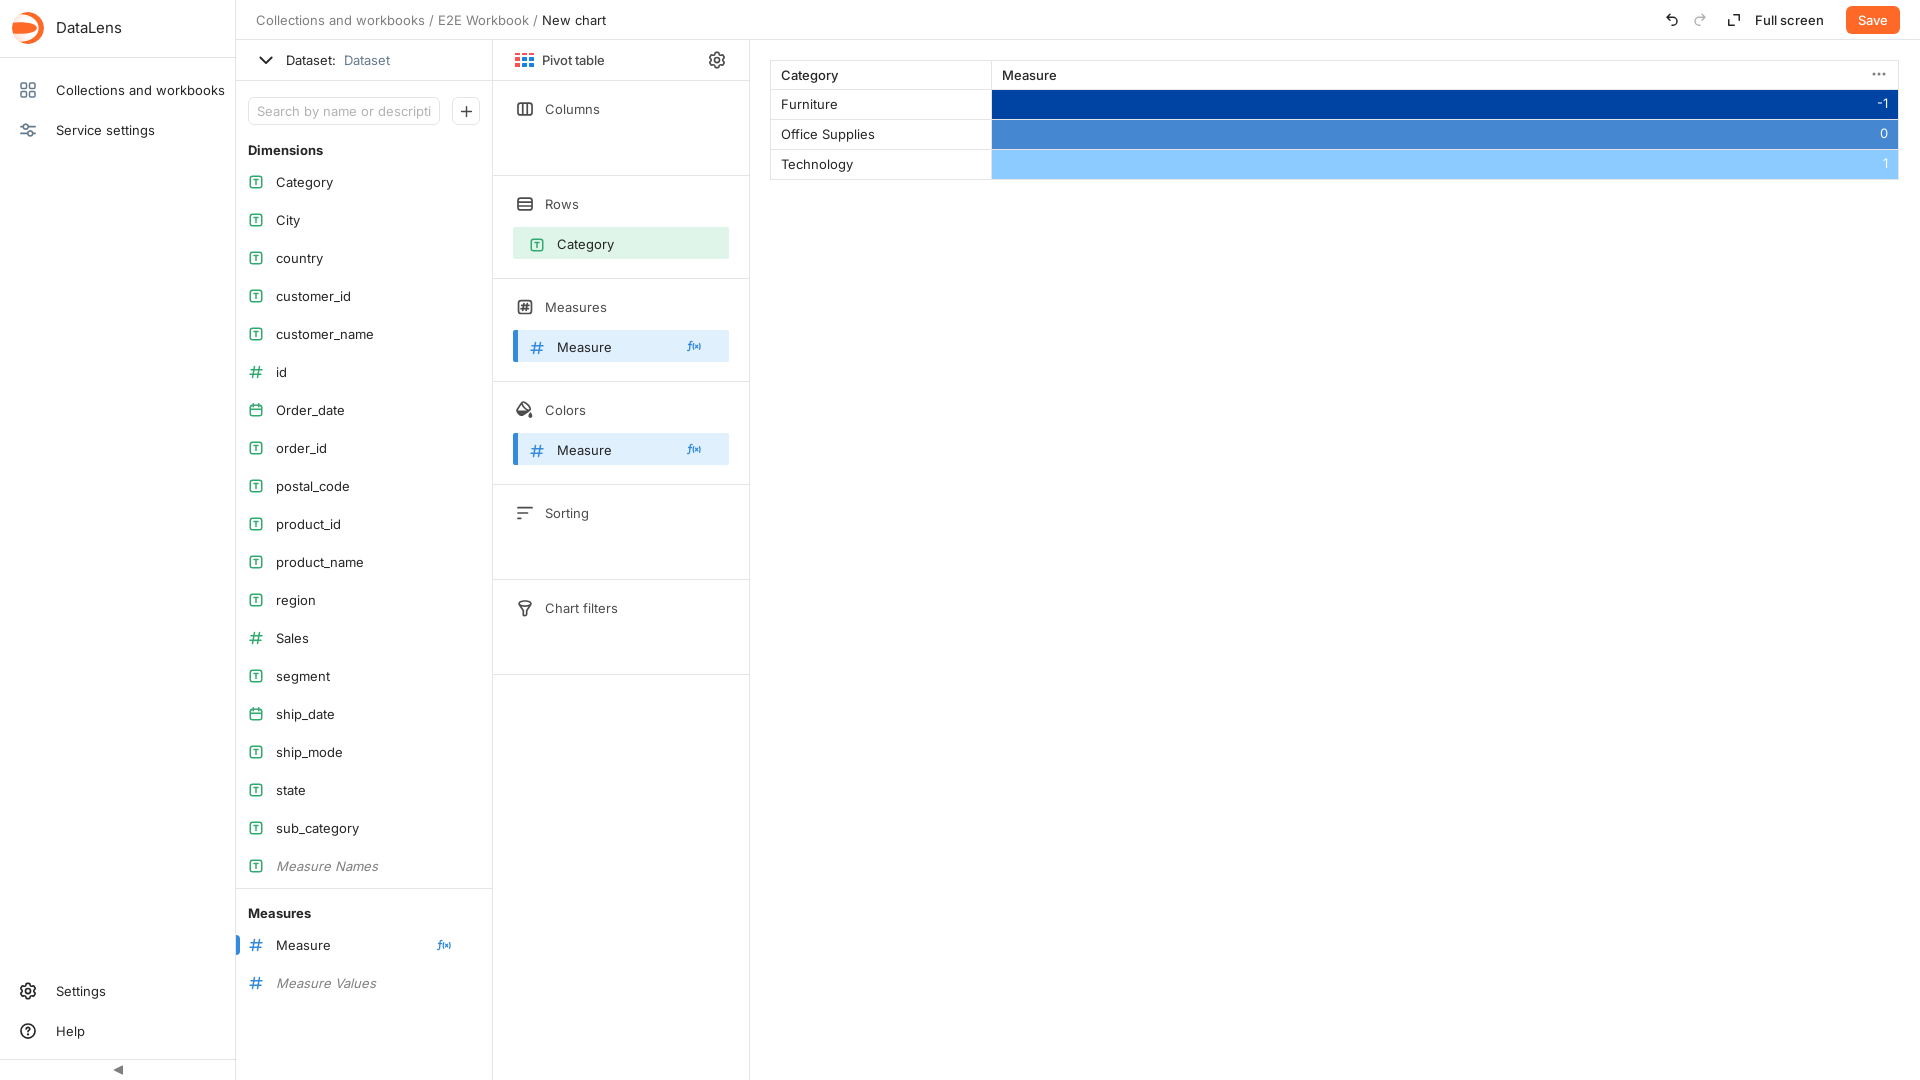 DataLens
Collections and workbooks
Service settings
Settings
Help
Collections and workbooks / E2E Workbook / New chart
Full screen
Save
Dataset: Dataset
Search by name or descripti
Dimensions
Category
City
country
customer_id
customer_name
id
Order_date
order_id
postal_code
product_id
product_name
region
Sales
segment
ship_date
ship_mode
state
sub_category
Measure Names
Measures
Measure
Measure Values
Pivot table
Columns
Rows
Category
Measures
Measure
Colors
Measure
Sorting
Chart filters
Category Measure
Furniture -1
Office Supplies 0
Technology 1